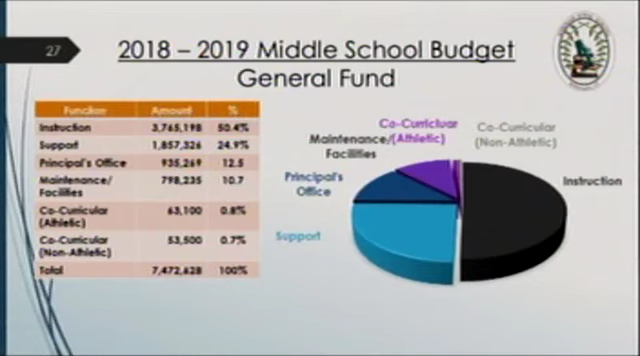 27
2018 – 2019 Middle School Budget
General Fund
Function Amount %
Instruction 3,765,198 50.4%
Support 1,857,326 24.9%
Principal's Office 935,269 12.5
Maintenance/ 798,235 10.7
Facilities
Co-Curricular 63,100 0.8%
(Athletic)
Co-Curricular 53,500 0.7%
(Non-Athletic)
Total 7,472,628 100%
Co-Curricluar
Maintenance/(Athletic)
Facilities
Co-Curricular
(Non-Athletic)
Principal's
Office
Instruction
Support